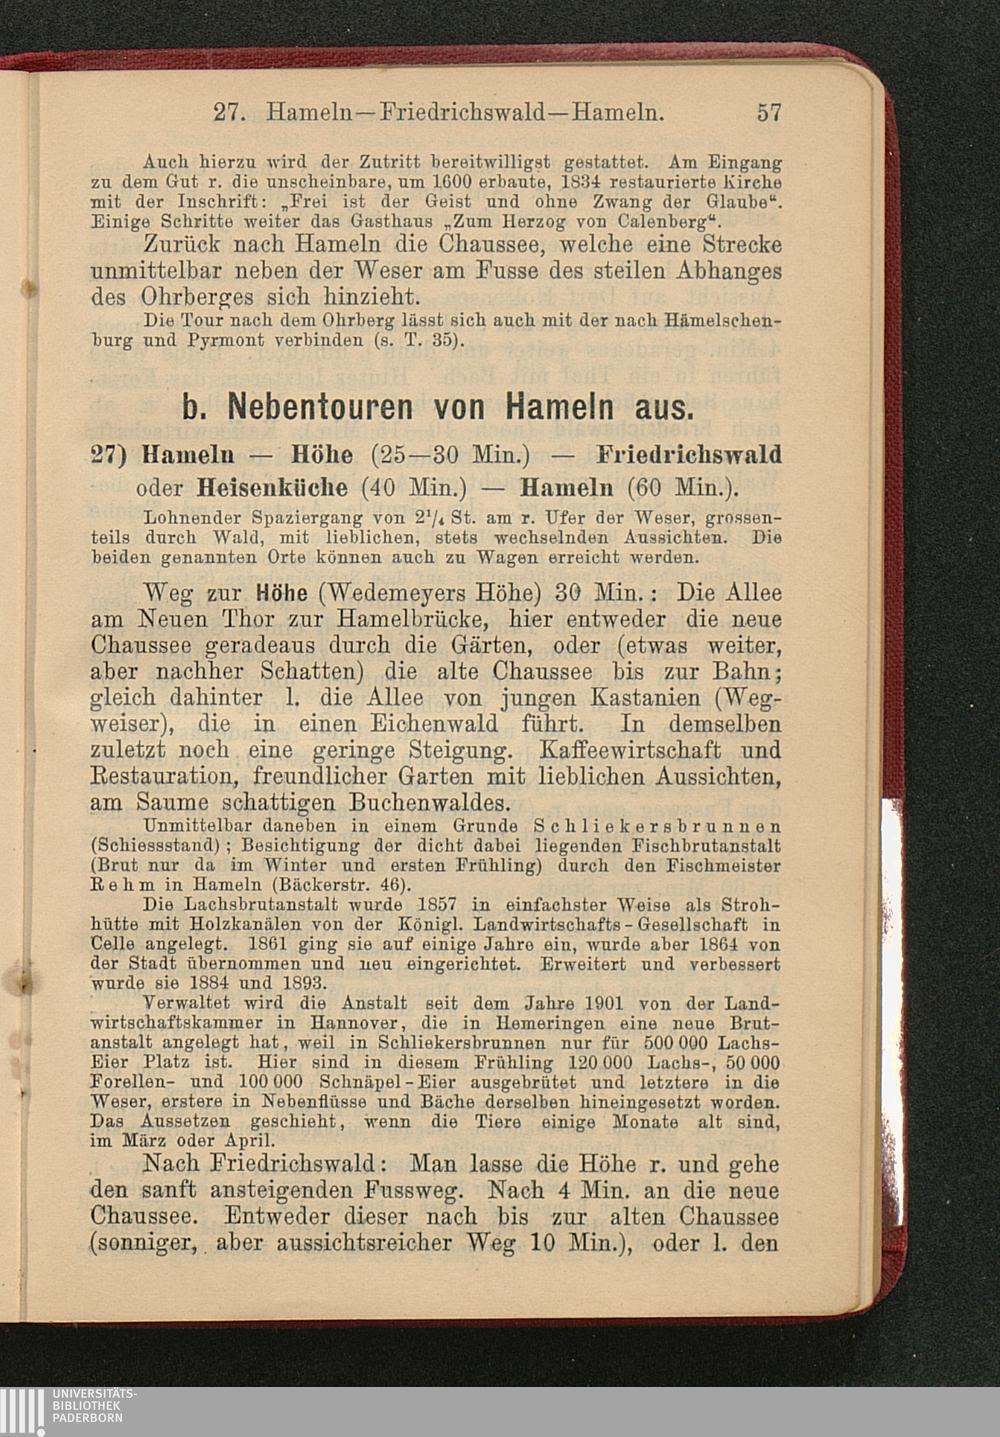 27. Hameln—Friedrichswald—Hameln. 57
Auch hierzu wird der Zutritt bereitwilligst gestattet. Am Eingang
zu dem Gut r. die unscheinbare, um 1600 erbaute, 1834 restaurierte Kirche
mit der Inschrift: „Frei ist der Geist und ohne Zwang der Glaube“.
Einige Schritte weiter das Gasthaus „Zum Herzog von Calenberg“.
Zurück nach Hameln die Chaussee, welche eine Strecke
unmittelbar neben der Weser am Fusse des steilen Abhanges
des Ohrberges sich hinzieht.
Die Tour nach dem Ohrberg lässt sich auch mit der nach Hämelschen-
burg und Pyrmont verbinden (s. T. 35).
b. Nebentouren von Hameln aus.
27) Hameln — Höhe (25—30 Min.) — Friedrichswald
oder Heisenküche (40 Min.) — Hameln (60 Min.).
Lohnender Spaziergang von 2¹/₄ St. am r. Ufer der Weser, grossen-
teils durch Wald, mit lieblichen, stets wechselnden Aussichten. Die
beiden genannten Orte können auch zu Wagen erreicht werden.
Weg zur Höhe (Wedemeyers Höhe) 30 Min.: Die Allee
am Neuen Thor zur Hamelbrücke, hier entweder die neue
Chaussee geradeaus durch die Gärten, oder (etwas weiter,
aber nachher Schatten) die alte Chaussee bis zur Bahn;
gleich dahinter l. die Allee von jungen Kastanien (Weg-
weiser), die in einen Eichenwald führt. In demselben
zuletzt noch eine geringe Steigung. Kaffeewirtschaft und
Restauration, freundlicher Garten mit lieblichen Aussichten,
am Saume schattigen Buchenwaldes.
Unmittelbar daneben in einem Grunde Schliekersbrunnen
(Schiessstand); Besichtigung der dicht dabei liegenden Fischbrutanstalt
(Brut nur da im Winter und ersten Frühling) durch den Fischmeister
Rehm in Hameln (Bäckerstr. 46).
Die Lachsbrutanstalt wurde 1857 in einfachster Weise als Stroh-
hütte mit Holzkanälen von der Königl. Landwirtschafts-Gesellschaft in
Celle angelegt. 1861 ging sie auf einige Jahre ein, wurde aber 1864 von
der Stadt übernommen und neu eingerichtet. Erweitert und verbessert
wurde sie 1884 und 1893.
Verwaltet wird die Anstalt seit dem Jahre 1901 von der Land-
wirtschaftskammer in Hannover, die in Hemeringen eine neue Brut-
anstalt angelegt hat, weil in Schliekersbrunnen nur für 500 000 Lachs-
Eier Platz ist. Hier sind in diesem Frühling 120 000 Lachs-, 50 000
Forellen- und 100 000 Schnäpel-Eier ausgebrütet und letztere in die
Weser, erstere in Nebenflüsse und Bäche derselben hineingesetzt worden.
Das Aussetzen geschieht, wenn die Tiere einige Monate alt sind,
im März oder April.
Nach Friedrichswald: Man lasse die Höhe r. und gehe
den sanft ansteigenden Fussweg. Nach 4 Min. an die neue
Chaussee. Entweder dieser nach bis zur alten Chaussee
(sonniger, aber aussichtsreicher Weg 10 Min.), oder l. den
UNIVERSITÄTS-
BIBLIOTHEK
PADERBORN